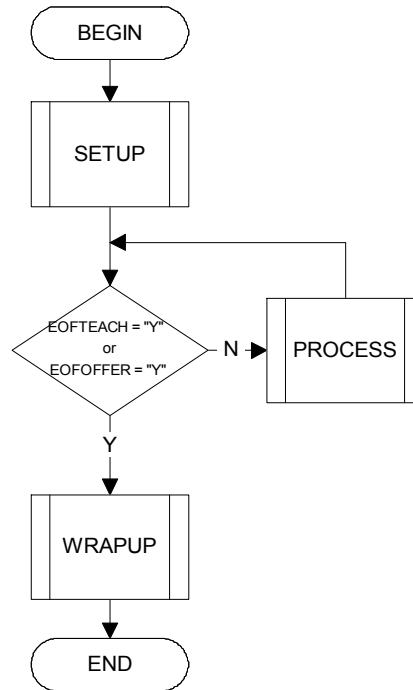 BEGIN
SETUP
EOFTEACH = "Y"
or
EOFOFFER = "Y"
N
PROCESS
Y
WRAPUP
END